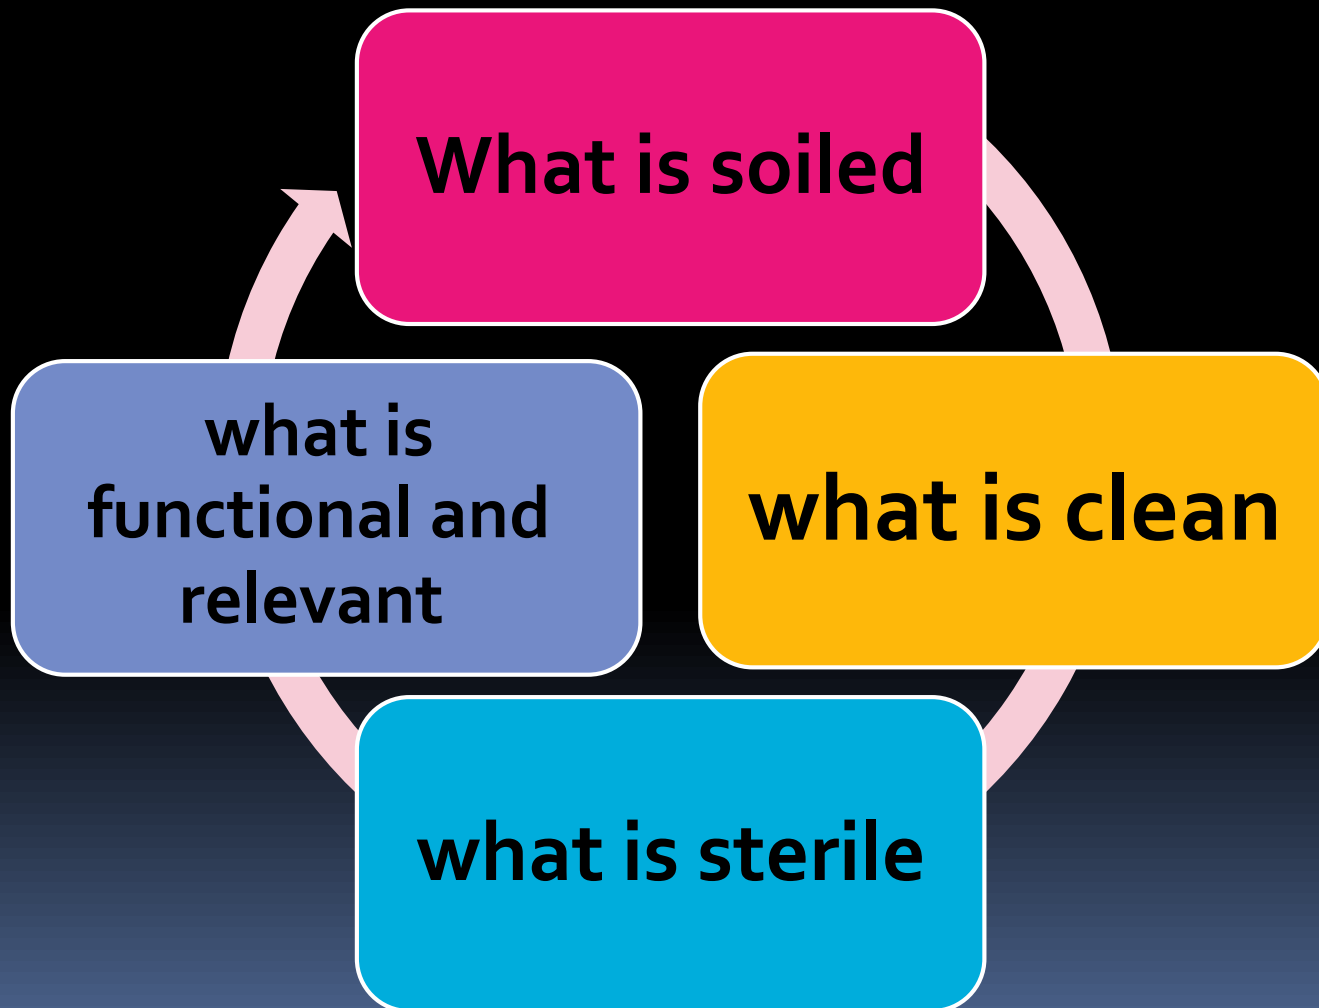 What is soiled
what is clean
what is sterile
what is
functional and
relevant